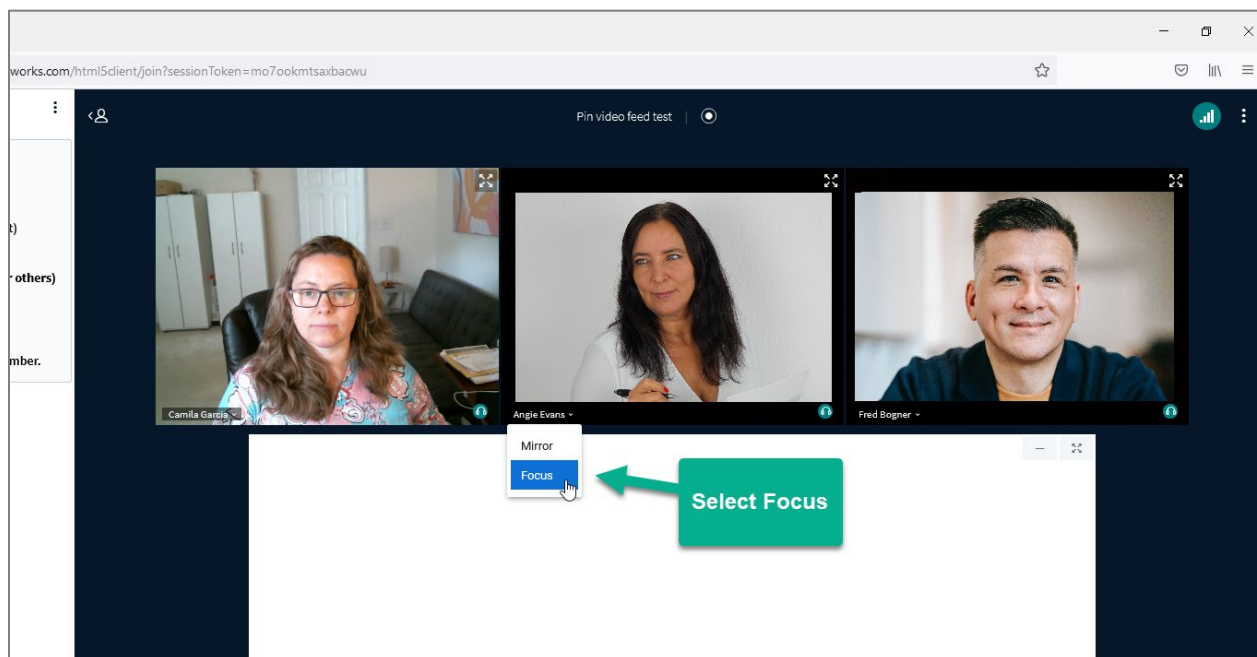 works.com/html5client/join?sessionToken=mo7ookmtsaxbacwu
Pin video feed test
t)
r others)
mber.
Camila Garcia
Angie Evans
Fred Bogner
Mirror
Focus
Select Focus